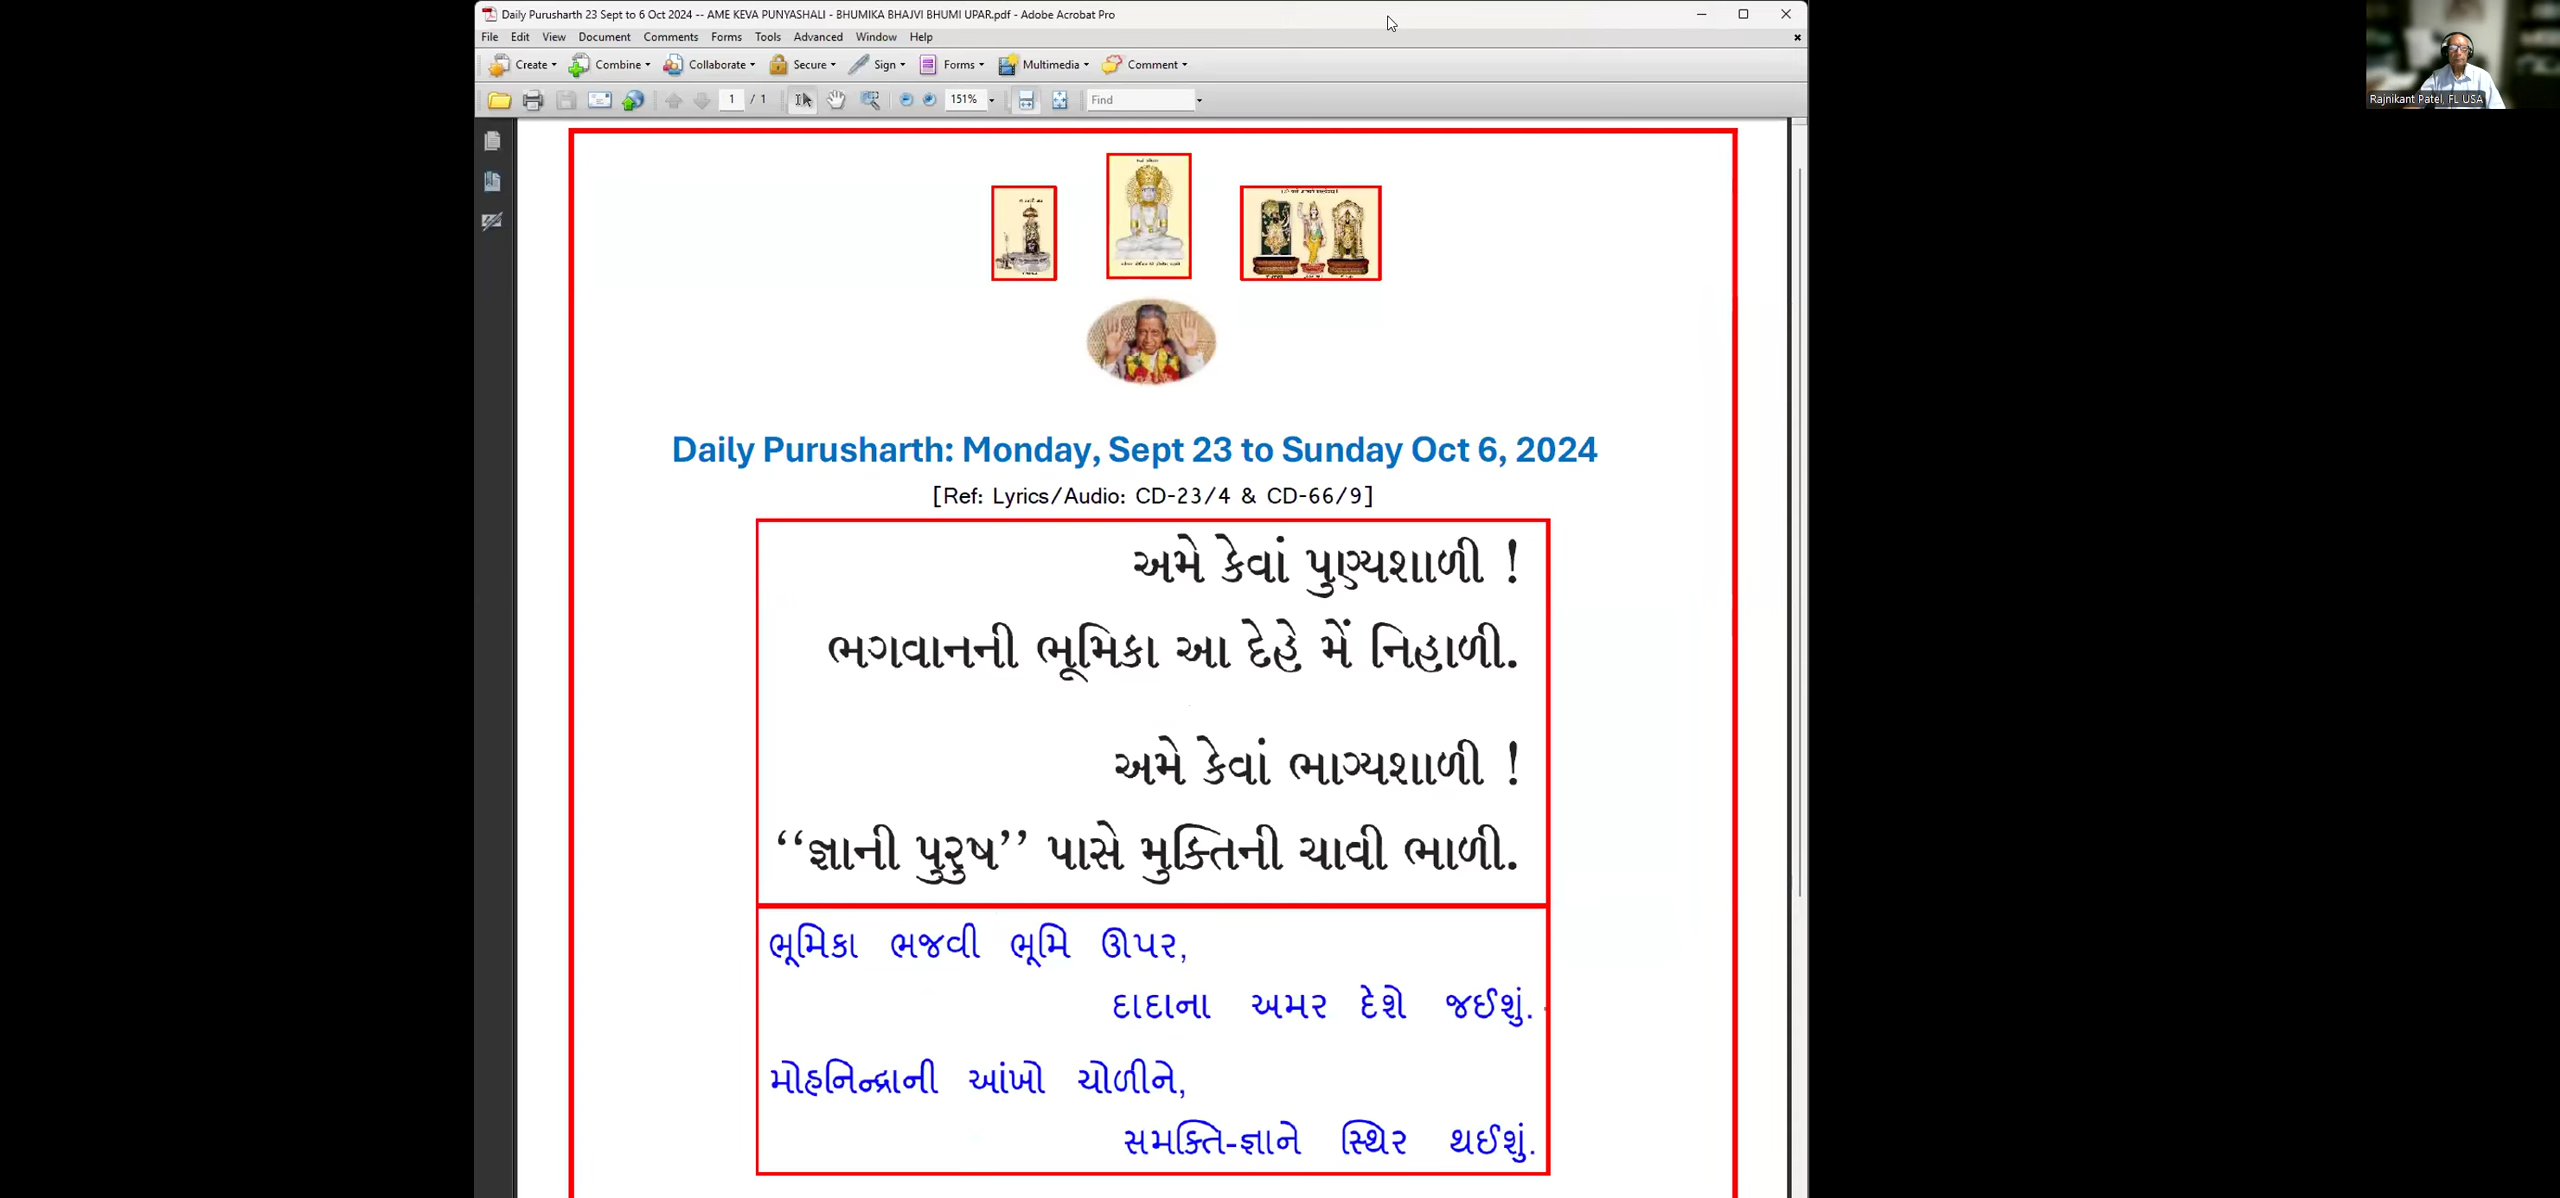 Daily Purusharth 23 Sept to 6 Oct 2024 -- AME KEVA PUNYASHALI - BHUMIKA BHAJVI BHUMI UPAR.pdf - Adobe Acrobat Pro
File Edit View Document Comments Forms Tools Advanced Window Help
Create Combine Collaborate Secure Sign Forms Multimedia Comment
1 / 1 151% Find
Rajnikant Patel, FL USA
Daily Purusharth: Monday, Sept 23 to Sunday Oct 6, 2024
[Ref: Lyrics/Audio: CD-23/4 & CD-66/9]
અમે કેવાં પુણ્યશાળી !
ભગવાનની ભૂમિકા આ દેહે મેં નિહાળી.
અમે કેવાં ભાગ્યશાળી !
‘‘જ્ઞાની પુરુષ’’ પાસે મુક્તિની ચાવી ભાળી.
ભૂમિકા ભજવી ભૂમિ ઊપર,
દાદાના અમર દેશે જઈશું.
મોહનિન્દ્રાની આંખો ચોળીને,
સમક્તિ-જ્ઞાને સ્થિર થઈશું.